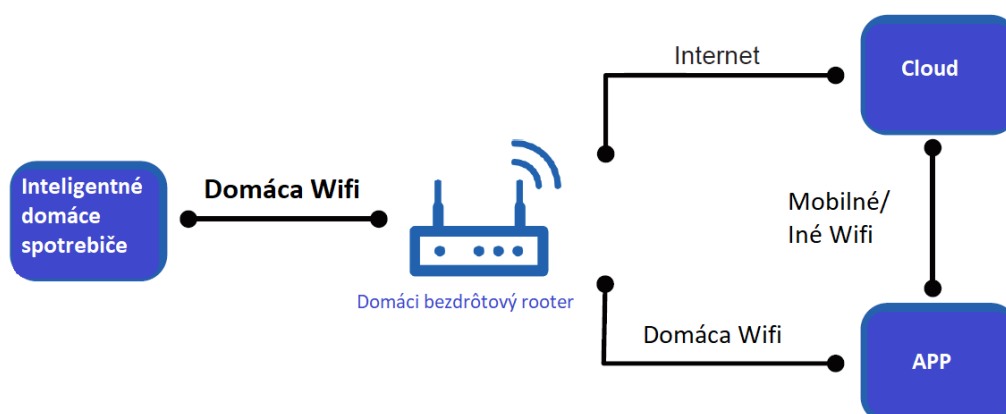 Internet
Cloud
Inteligentné
domáce
spotrebiče
Domáca Wifi
Mobilné/
Iné Wifi
Domáci bezdrôtový rooter
Domáca Wifi
APP